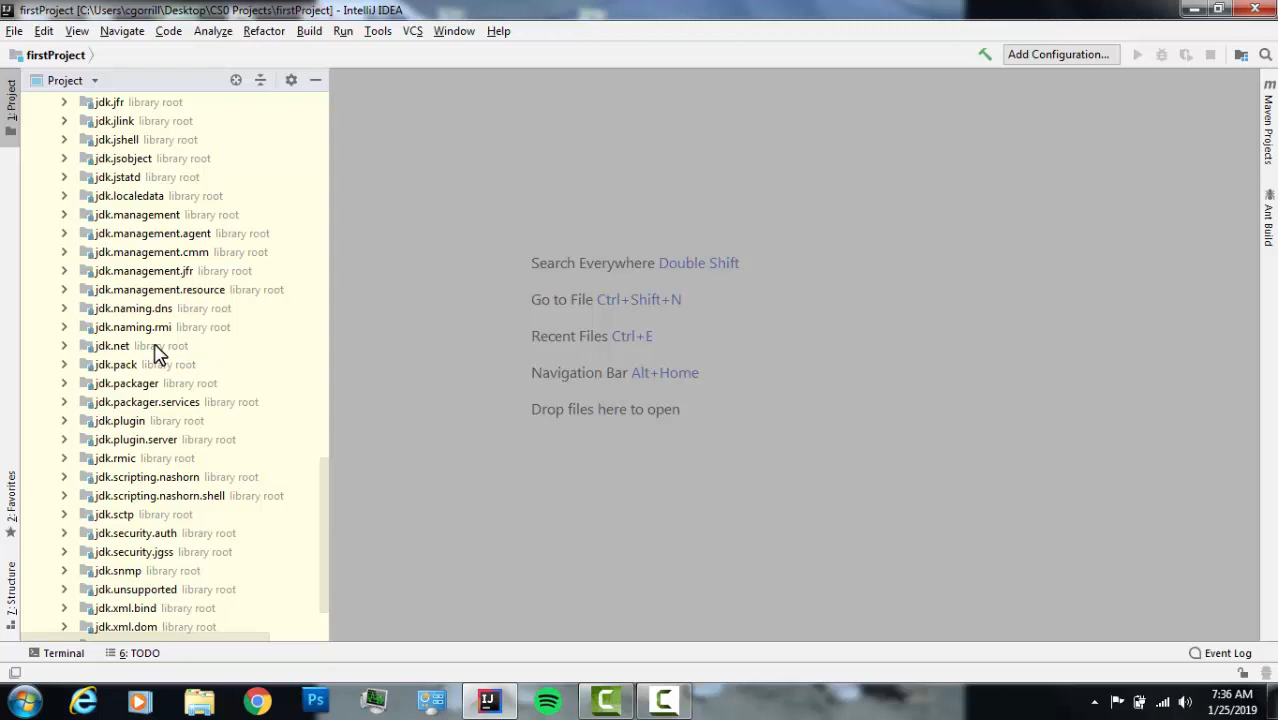 firstProject [C:\Users\cgorrill\Desktop\CS0 Projects\firstProject] - IntelliJ IDEA
File Edit View Navigate Code Analyze Refactor Build Run Tools VCS Window Help
firstProject
Add Configuration...
Project
1: Project
2: Favorites
7: Structure
jdk.jfr library root
jdk.jlink library root
jdk.jshell library root
jdk.jsobject library root
jdk.jstatd library root
jdk.localedata library root
jdk.management library root
jdk.management.agent library root
jdk.management.cmm library root
jdk.management.jfr library root
jdk.management.resource library root
jdk.naming.dns library root
jdk.naming.rmi library root
jdk.net library root
jdk.pack library root
jdk.packager library root
jdk.packager.services library root
jdk.plugin library root
jdk.plugin.server library root
jdk.rmic library root
jdk.scripting.nashorn library root
jdk.scripting.nashorn.shell library root
jdk.sctp library root
jdk.security.auth library root
jdk.security.jgss library root
jdk.snmp library root
jdk.unsupported library root
jdk.xml.bind library root
jdk.xml.dom library root
Search Everywhere Double Shift
Go to File Ctrl+Shift+N
Recent Files Ctrl+E
Navigation Bar Alt+Home
Drop files here to open
m
Maven Projects
Ant Build
Terminal
6: TODO
Event Log
IJ
Ps
C
C
7:36 AM
1/25/2019